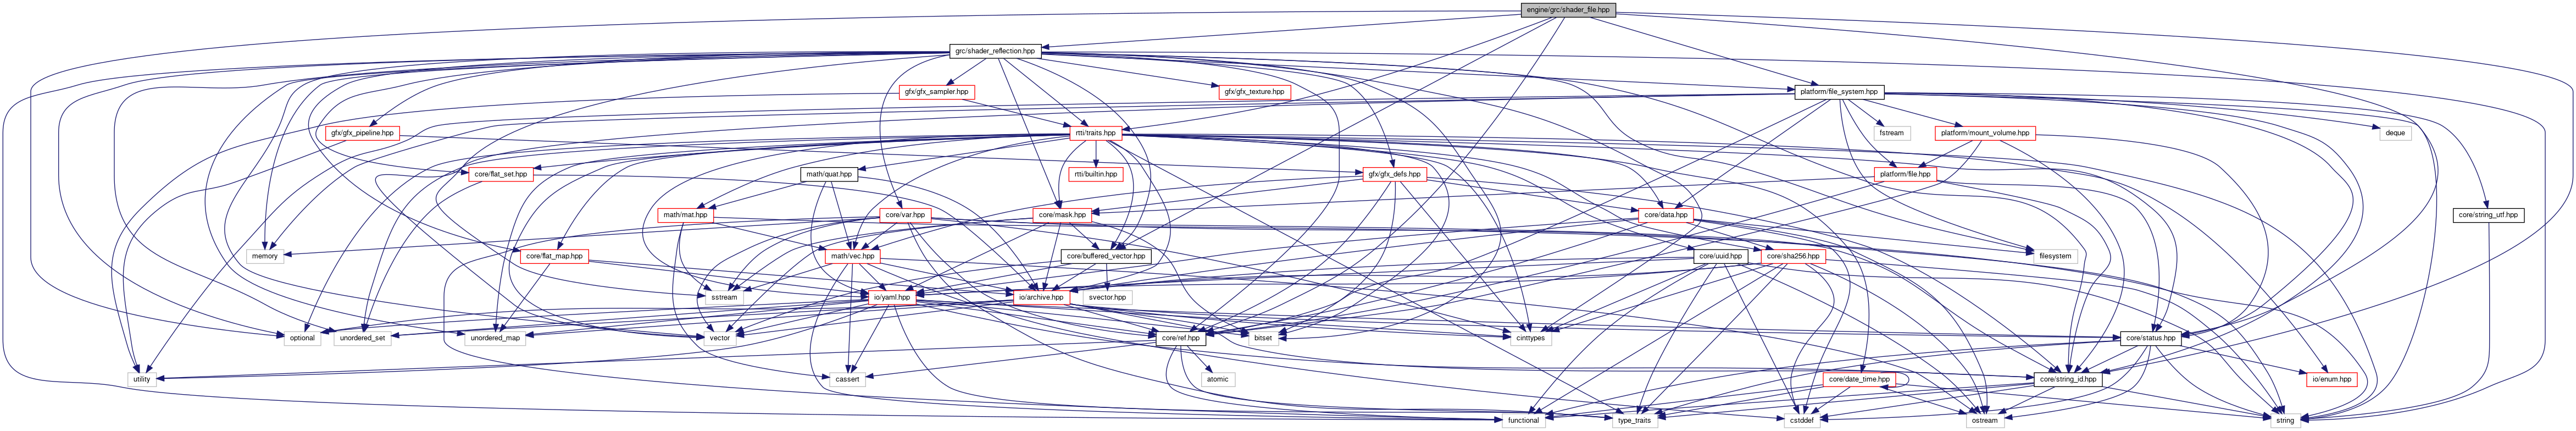 engine/grc/shader_file.hpp
grc/shader_reflection.hpp
gfx/gfx_sampler.hpp
gfx/gfx_texture.hpp
platform/file_system.hpp
gfx/gfx_pipeline.hpp
rtti/traits.hpp
fstream
platform/mount_volume.hpp
deque
core/flat_set.hpp
math/quat.hpp
rtti/builtin.hpp
gfx/gfx_defs.hpp
platform/file.hpp
math/mat.hpp
core/var.hpp
core/mask.hpp
core/data.hpp
core/string_utf.hpp
memory
core/flat_map.hpp
math/vec.hpp
core/buffered_vector.hpp
core/uuid.hpp
core/sha256.hpp
filesystem
sstream
io/yaml.hpp
io/archive.hpp
svector.hpp
optional
unordered_set
unordered_map
vector
core/ref.hpp
bitset
cinttypes
core/status.hpp
utility
cassert
atomic
core/date_time.hpp
core/string_id.hpp
io/enum.hpp
functional
type_traits
cstddef
ostream
string